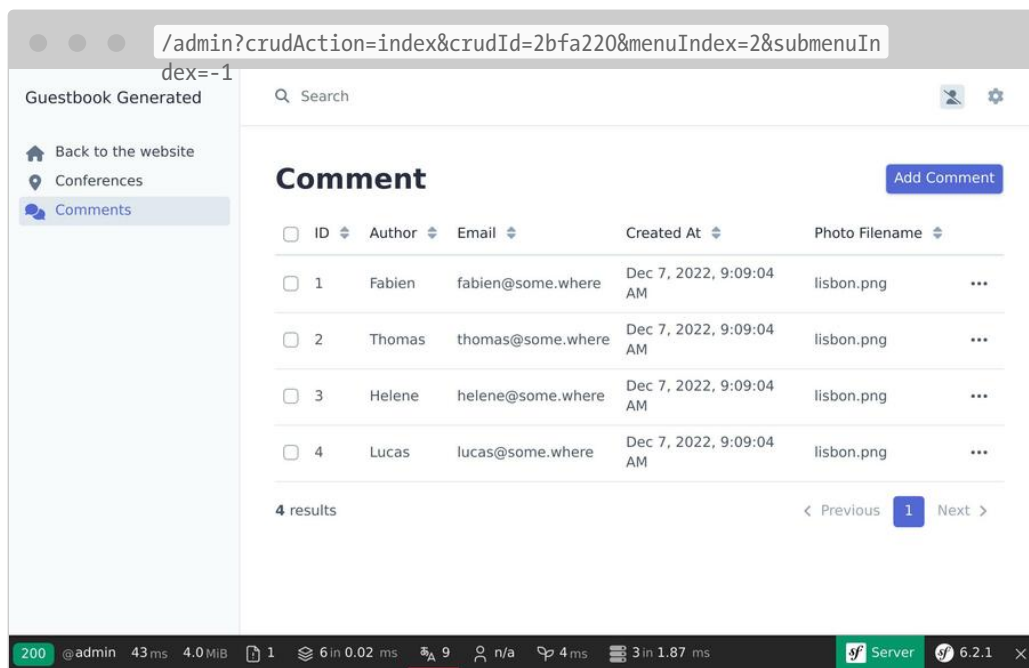 /admin?crudAction=index&crudId=2bfa220&menuIndex=2&submenuIn
dex=-1
Guestbook Generated
Search
Back to the website
Conferences
Comments
Comment
Add Comment
ID Author Email Created At Photo Filename
1 Fabien fabien@some.where Dec 7, 2022, 9:09:04 AM lisbon.png
2 Thomas thomas@some.where Dec 7, 2022, 9:09:04 AM lisbon.png
3 Helene helene@some.where Dec 7, 2022, 9:09:04 AM lisbon.png
4 Lucas lucas@some.where Dec 7, 2022, 9:09:04 AM lisbon.png
4 results
Previous 1 Next
200 @admin 43 ms 4.0 MiB 1 6 in 0.02 ms 9 n/a 4 ms 3 in 1.87 ms sf Server sf 6.2.1